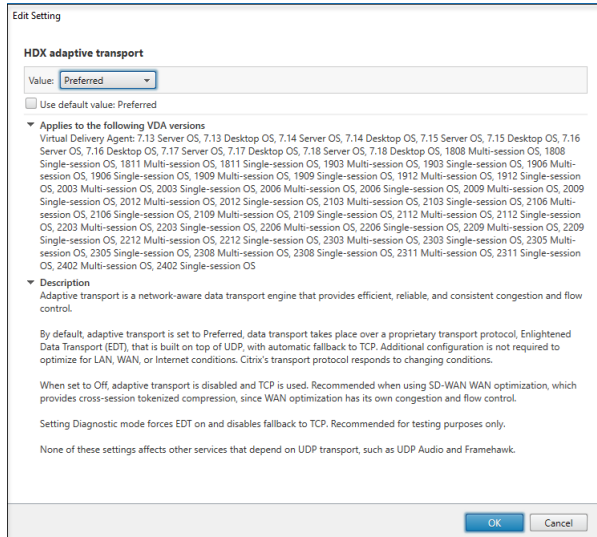 Edit Setting
HDX adaptive transport
Value: Preferred
Use default value: Preferred
Applies to the following VDA versions
Virtual Delivery Agent: 7.13 Server OS, 7.13 Desktop OS, 7.14 Server OS, 7.14 Desktop OS, 7.15 Server OS, 7.15 Desktop OS, 7.16
Server OS, 7.16 Desktop OS, 7.17 Server OS, 7.17 Desktop OS, 7.18 Server OS, 7.18 Desktop OS, 1808 Multi-session OS, 1808
Single-session OS, 1811 Multi-session OS, 1811 Single-session OS, 1903 Multi-session OS, 1903 Single-session OS, 1906 Multi-
session OS, 1906 Single-session OS, 1909 Multi-session OS, 1909 Single-session OS, 1912 Multi-session OS, 1912 Single-session
OS, 2003 Multi-session OS, 2003 Single-session OS, 2006 Multi-session OS, 2006 Single-session OS, 2009 Multi-session OS, 2009
Single-session OS, 2012 Multi-session OS, 2012 Single-session OS, 2103 Multi-session OS, 2103 Single-session OS, 2106 Multi-
session OS, 2106 Single-session OS, 2109 Multi-session OS, 2109 Single-session OS, 2112 Multi-session OS, 2112 Single-session
OS, 2203 Multi-session OS, 2203 Single-session OS, 2206 Multi-session OS, 2206 Single-session OS, 2209 Multi-session OS, 2209
Single-session OS, 2212 Multi-session OS, 2212 Single-session OS, 2303 Multi-session OS, 2303 Single-session OS, 2305 Multi-
session OS, 2305 Single-session OS, 2308 Multi-session OS, 2308 Single-session OS, 2311 Multi-session OS, 2311 Single-session
OS, 2402 Multi-session OS, 2402 Single-session OS
Description
Adaptive transport is a network-aware data transport engine that provides efficient, reliable, and consistent congestion and flow
control.
By default, adaptive transport is set to Preferred, data transport takes place over a proprietary transport protocol, Enlightened
Data Transport (EDT), that is built on top of UDP, with automatic fallback to TCP. Additional configuration is not required to
optimize for LAN, WAN, or Internet conditions. Citrix's transport protocol responds to changing conditions.
When set to Off, adaptive transport is disabled and TCP is used. Recommended when using SD-WAN WAN optimization, which
provides cross-session tokenized compression, since WAN optimization has its own congestion and flow control.
Setting Diagnostic mode forces EDT on and disables fallback to TCP. Recommended for testing purposes only.
None of these settings affects other services that depend on UDP transport, such as UDP Audio and Framehawk.
OK
Cancel